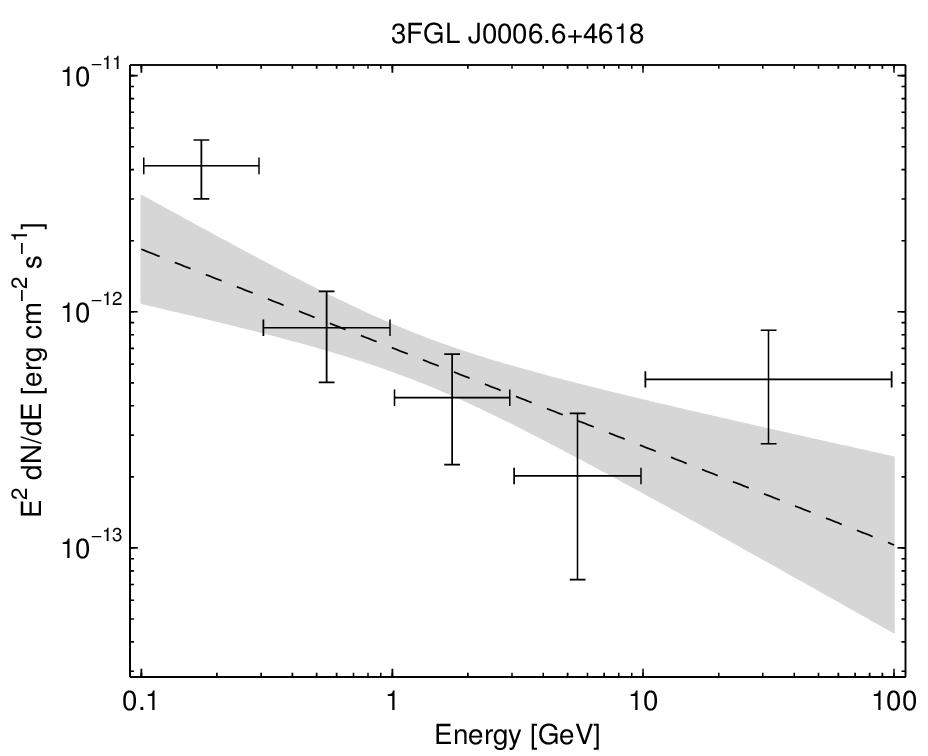 3FGL J0006.6+4618
10⁻¹¹
10⁻¹²
10⁻¹³
E² dN/dE [erg cm⁻² s⁻¹]
0.1 1 10 100
Energy [GeV]